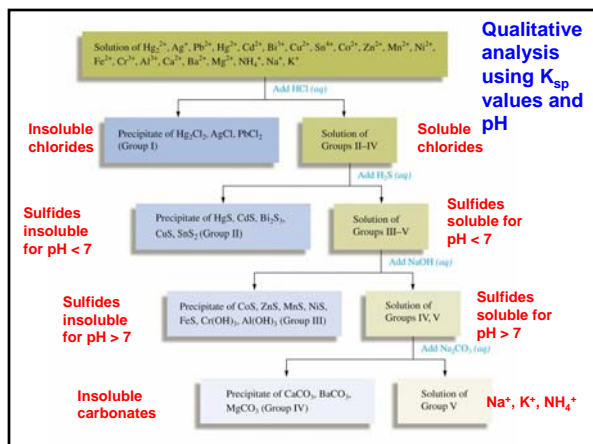 Qualitative
analysis
using Ksp
values and
pH
Solution of Hg₂²⁺, Ag⁺, Pb²⁺, Hg²⁺, Cd²⁺, Bi³⁺, Cu²⁺, Sn⁴⁺, Co²⁺, Zn²⁺, Mn²⁺, Ni²⁺,
Fe²⁺, Cr³⁺, Al³⁺, Ca²⁺, Ba²⁺, Mg²⁺, NH₄⁺, Na⁺, K⁺
Add HCl (aq)
Insoluble
chlorides
Precipitate of Hg₂Cl₂, AgCl, PbCl₂
(Group I)
Solution of
Groups II–IV
Soluble
chlorides
Add H₂S (aq)
Sulfides
insoluble
for pH < 7
Precipitate of HgS, CdS, Bi₂S₃,
CuS, SnS₂ (Group II)
Solution of
Groups III–V
Sulfides
soluble for
pH < 7
Add NaOH (aq)
Sulfides
insoluble
for pH > 7
Precipitate of CoS, ZnS, MnS, NiS,
FeS, Cr(OH)₃, Al(OH)₃ (Group III)
Solution of
Groups IV, V
Sulfides
soluble for
pH > 7
Add Na₂CO₃ (aq)
Insoluble
carbonates
Precipitate of CaCO₃, BaCO₃,
MgCO₃ (Group IV)
Solution of
Group V
Na⁺, K⁺, NH₄⁺